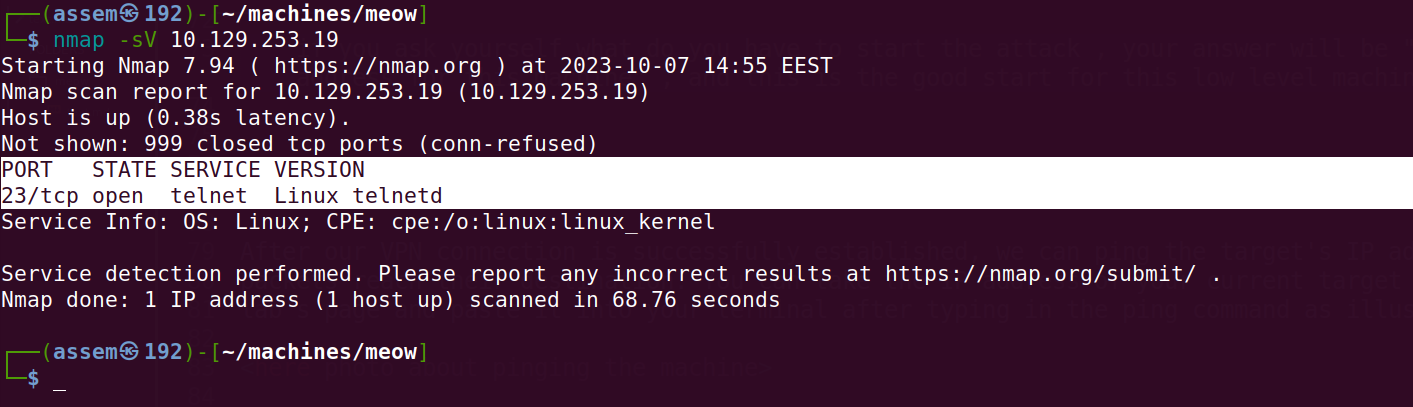 ┌──(assem㉿192)-[~/machines/meow]
└─$ nmap -sV 10.129.253.19
Starting Nmap 7.94 ( https://nmap.org ) at 2023-10-07 14:55 EEST
Nmap scan report for 10.129.253.19 (10.129.253.19)
Host is up (0.38s latency).
Not shown: 999 closed tcp ports (conn-refused)
PORT   STATE SERVICE VERSION
23/tcp open  telnet  Linux telnetd
Service Info: OS: Linux; CPE: cpe:/o:linux:linux_kernel
Service detection performed. Please report any incorrect results at https://nmap.org/submit/ .
Nmap done: 1 IP address (1 host up) scanned in 68.76 seconds
┌──(assem㉿192)-[~/machines/meow]
└─$ _